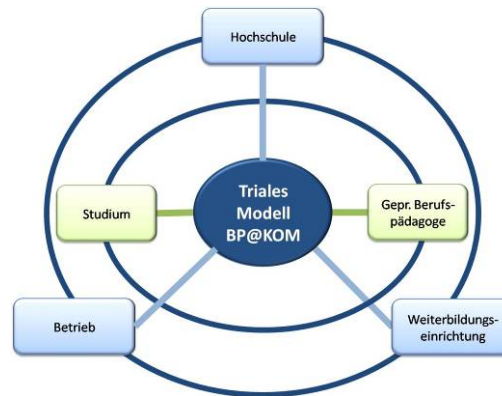 Hochschule
Triales
Modell
BP@KOM
Studium
Gepr. Berufs-
pädagoge
Betrieb
Weiterbildungs-
einrichtung